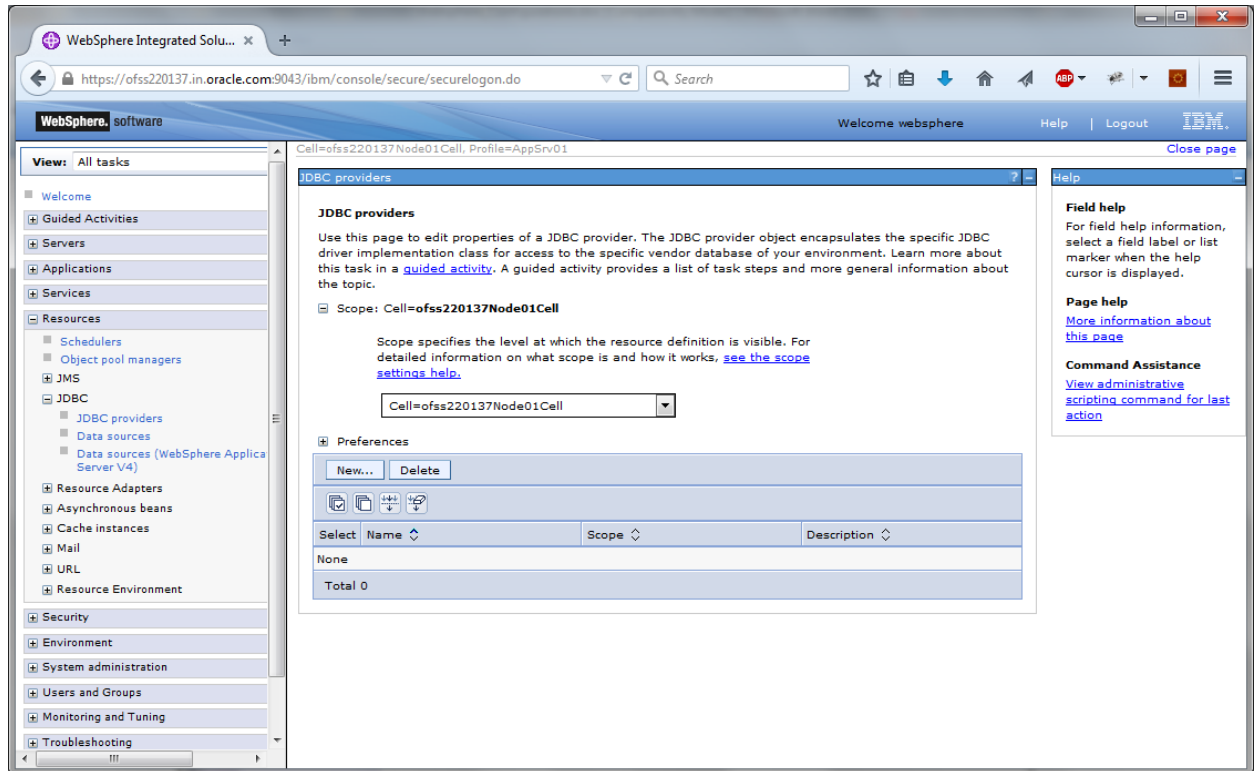 WebSphere Integrated Solu...
https://ofss220137.in.oracle.com:9043/ibm/console/secure/securelogon.do
Search
ABP
WebSphere. software
Welcome websphere
Help | Logout
IBM.
View: All tasks
Welcome
Guided Activities
Servers
Applications
Services
Resources
Schedulers
Object pool managers
JMS
JDBC
JDBC providers
Data sources
Data sources (WebSphere Applica
Server V4)
Resource Adapters
Asynchronous beans
Cache instances
Mail
URL
Resource Environment
Security
Environment
System administration
Users and Groups
Monitoring and Tuning
Troubleshooting
Cell=ofss220137Node01Cell, Profile=AppSrv01
Close page
JDBC providers
? -
JDBC providers
Use this page to edit properties of a JDBC provider. The JDBC provider object encapsulates the specific JDBC
driver implementation class for access to the specific vendor database of your environment. Learn more about
this task in a guided activity. A guided activity provides a list of task steps and more general information about
the topic.
Scope: Cell=ofss220137Node01Cell
Scope specifies the level at which the resource definition is visible. For
detailed information on what scope is and how it works, see the scope
settings help.
Cell=ofss220137Node01Cell
Preferences
New... Delete
Select Name Scope Description
None
Total 0
Help
Field help
For field help information,
select a field label or list
marker when the help
cursor is displayed.
Page help
More information about
this page
Command Assistance
View administrative
scripting command for last
action